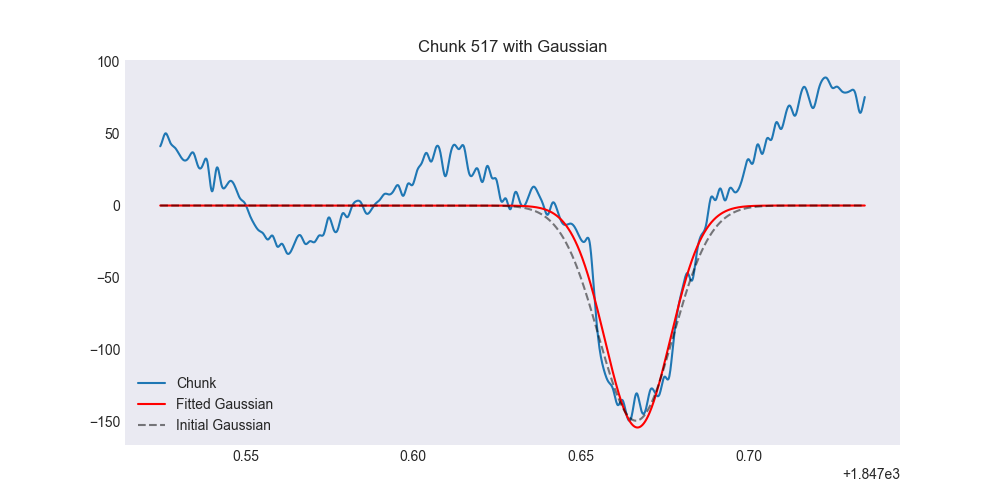 Chunk 517 with Gaussian
100
50
0
−50
−100
−150
Chunk
Fitted Gaussian
Initial Gaussian
0.55 0.60 0.65 0.70
+1.847e3